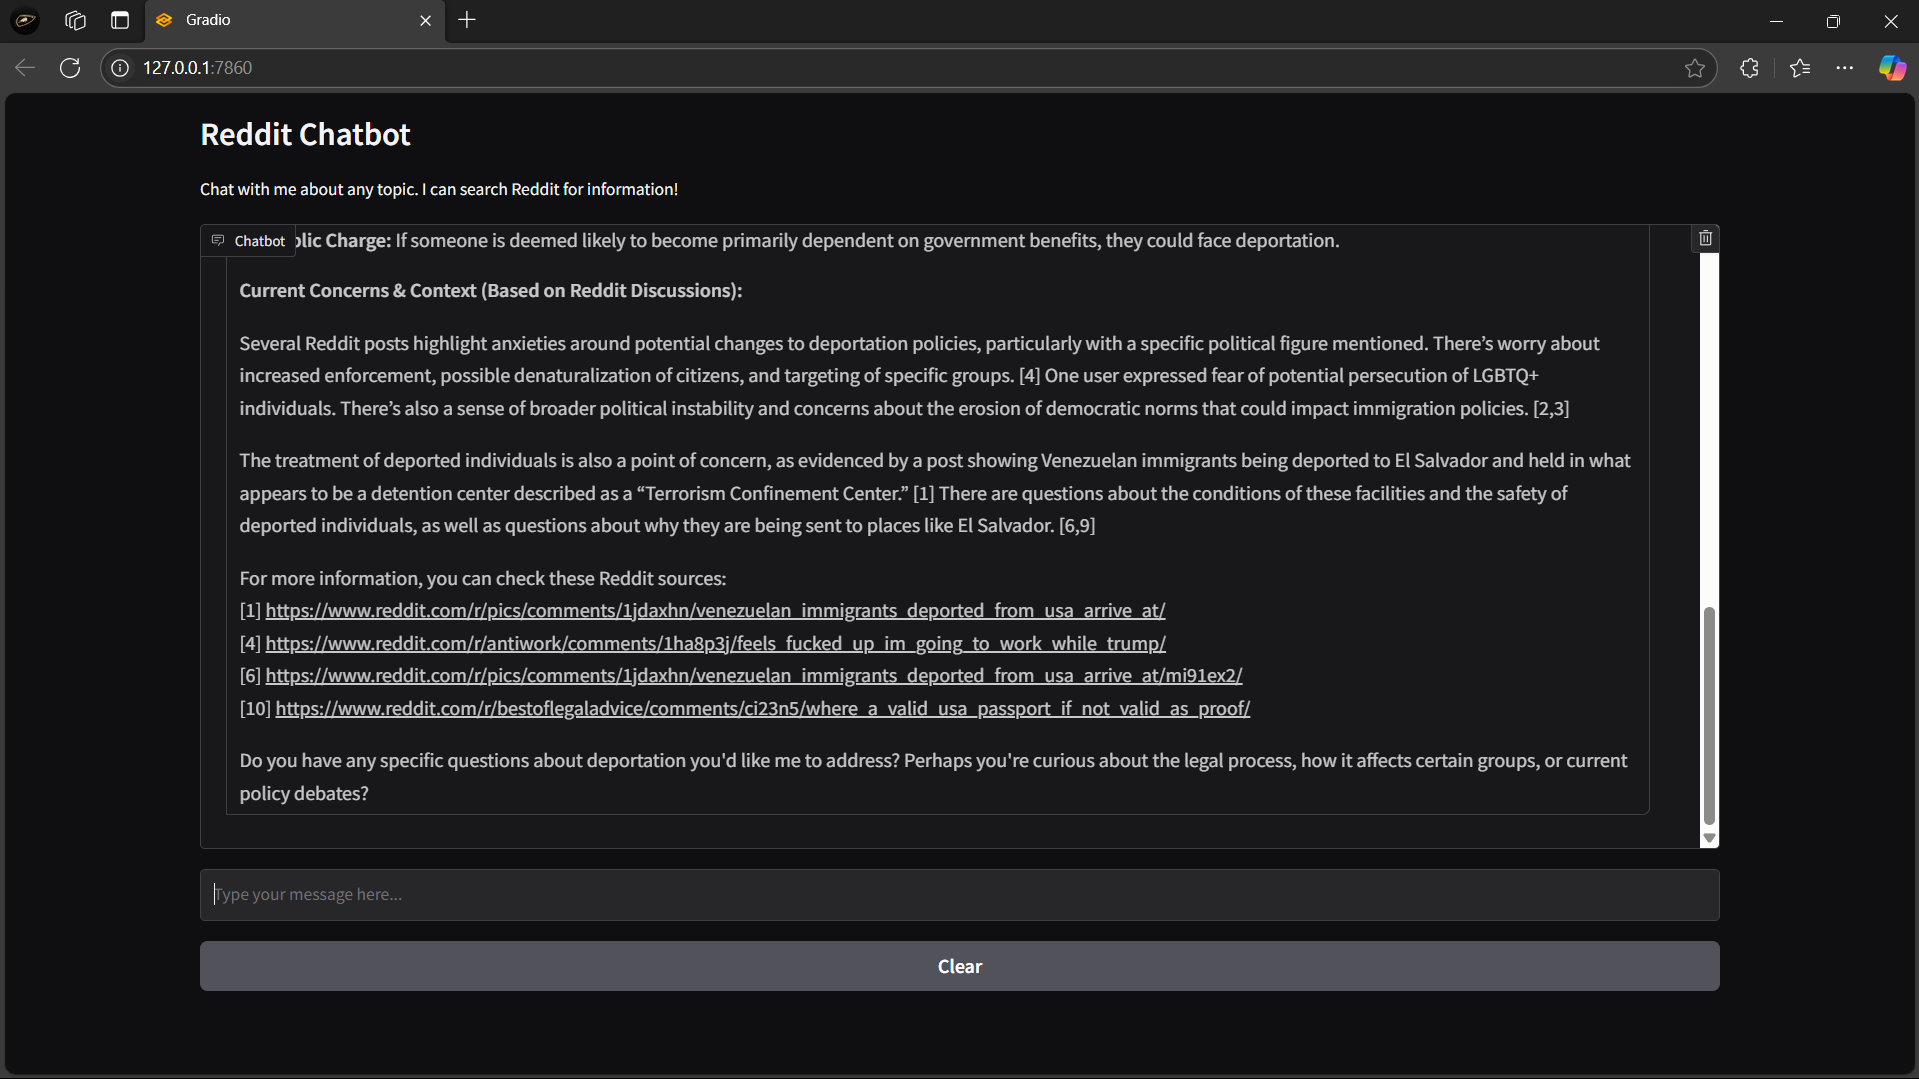 Gradio
127.0.0.1:7860
Reddit Chatbot
Chat with me about any topic. I can search Reddit for information!
Chatbot
Charge: If someone is deemed likely to become primarily dependent on government benefits, they could face deportation.
Current Concerns & Context (Based on Reddit Discussions):
Several Reddit posts highlight anxieties around potential changes to deportation policies, particularly with a specific political figure mentioned. There’s worry about
increased enforcement, possible denaturalization of citizens, and targeting of specific groups. [4] One user expressed fear of potential persecution of LGBTQ+
individuals. There’s also a sense of broader political instability and concerns about the erosion of democratic norms that could impact immigration policies. [2,3]
The treatment of deported individuals is also a point of concern, as evidenced by a post showing Venezuelan immigrants being deported to El Salvador and held in what
appears to be a detention center described as a “Terrorism Confinement Center.” [1] There are questions about the conditions of these facilities and the safety of
deported individuals, as well as questions about why they are being sent to places like El Salvador. [6,9]
For more information, you can check these Reddit sources:
[1] https://www.reddit.com/r/pics/comments/1jdaxhn/venezuelan_immigrants_deported_from_usa_arrive_at/
[4] https://www.reddit.com/r/antiwork/comments/1ha8p3j/feels_fucked_up_im_going_to_work_while_trump/
[6] https://www.reddit.com/r/pics/comments/1jdaxhn/venezuelan_immigrants_deported_from_usa_arrive_at/mi91ex2/
[10] https://www.reddit.com/r/bestoflegaladvice/comments/ci23n5/where_a_valid_usa_passport_if_not_valid_as_proof/
Do you have any specific questions about deportation you'd like me to address? Perhaps you're curious about the legal process, how it affects certain groups, or current
policy debates?
Type your message here...
Clear